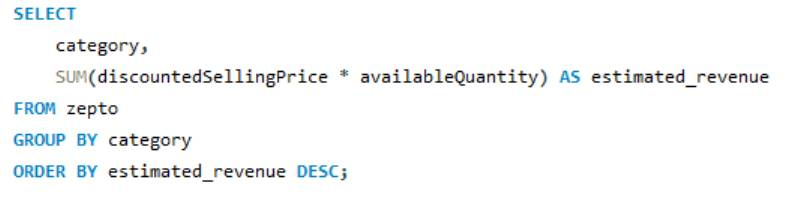 SELECT
    category,
    SUM(discountedSellingPrice * availableQuantity) AS estimated_revenue
FROM zepto
GROUP BY category
ORDER BY estimated_revenue DESC;